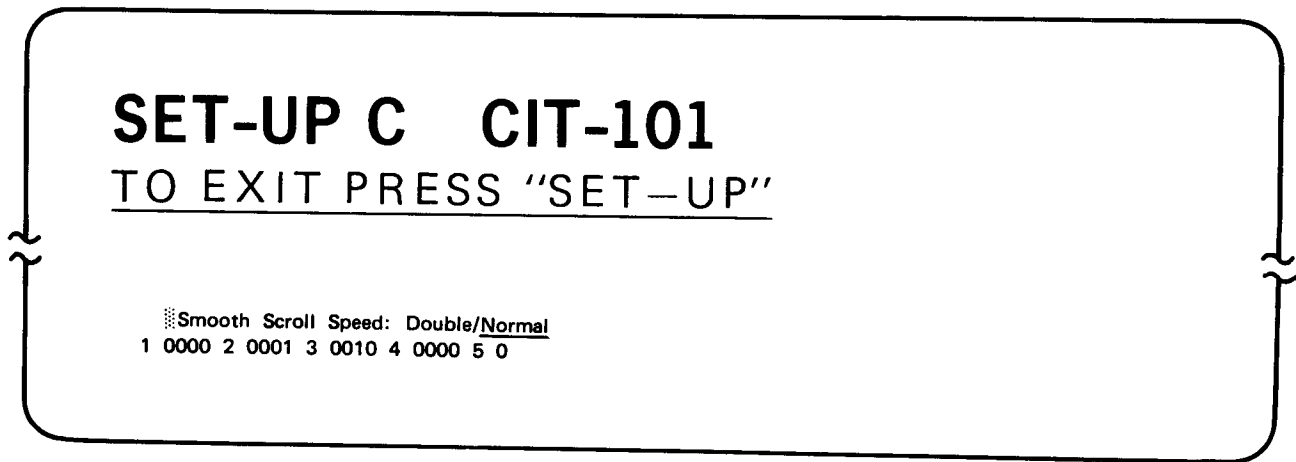 SET-UP C CIT-101
TO EXIT PRESS "SET-UP"
Smooth Scroll Speed: Double/Normal
1 0000 2 0001 3 0010 4 0000 5 0